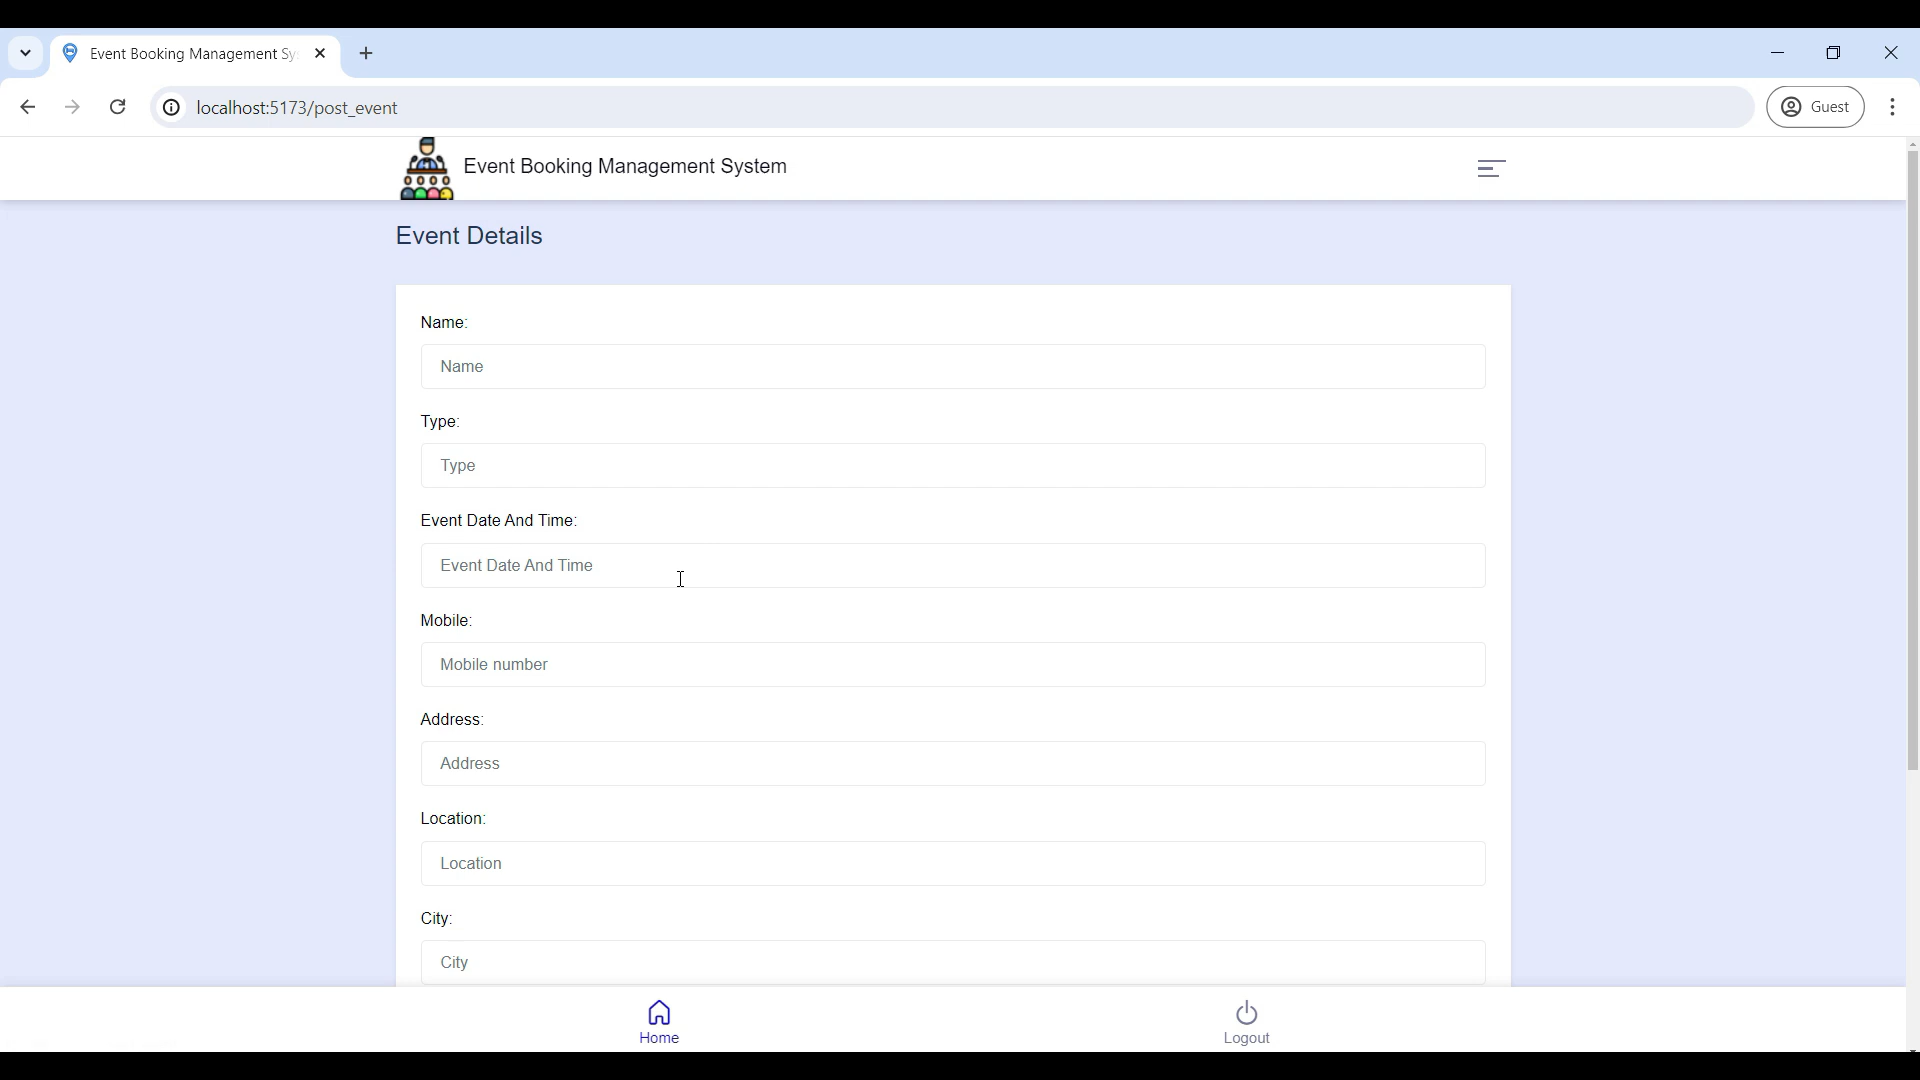 Event Booking Management Sy
localhost:5173/post_event
Guest
Event Booking Management System
Event Details
Name:
Name
Type:
Type
Event Date And Time:
Event Date And Time
Mobile:
Mobile number
Address:
Address
Location:
Location
City:
City
Home
Logout